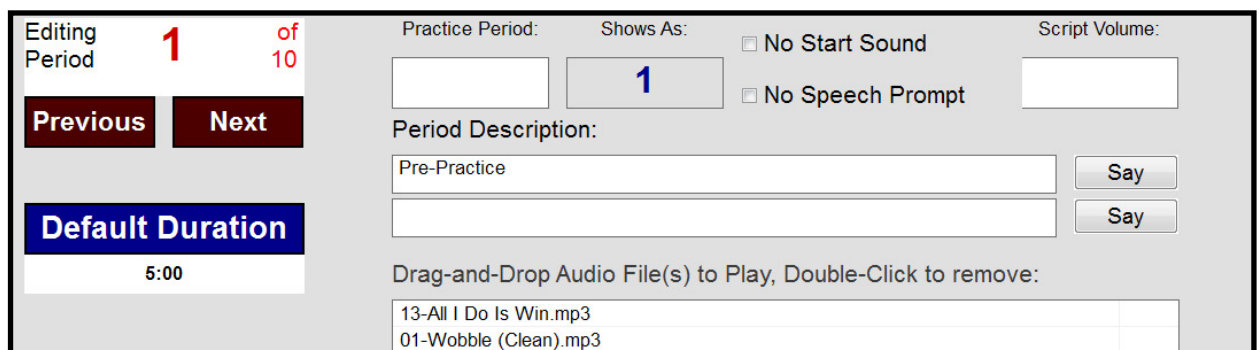 Editing
Period
1
of
10
Previous
Next
Default Duration
5:00
Practice Period:
Shows As:
1
No Start Sound
No Speech Prompt
Script Volume:
Period Description:
Pre-Practice
Say
Say
Drag-and-Drop Audio File(s) to Play, Double-Click to remove:
13-All I Do Is Win.mp3
01-Wobble (Clean).mp3